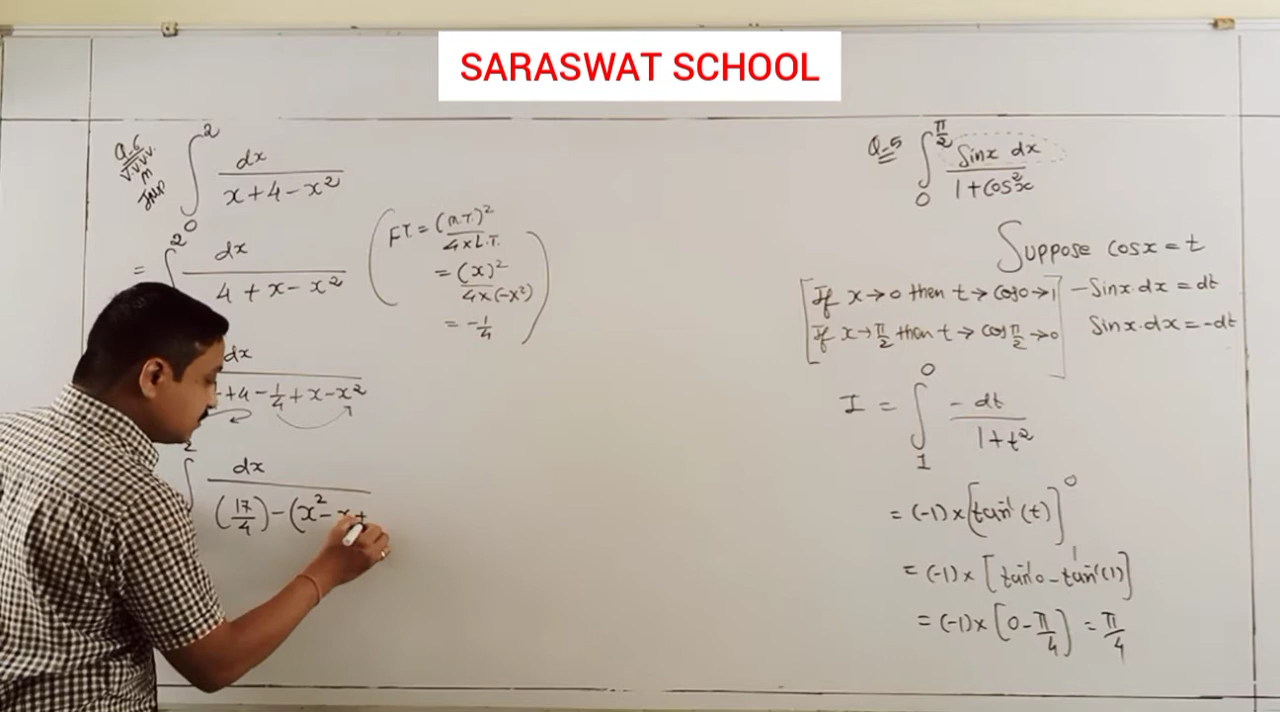 SARASWAT SCHOOL
Q.6
V.V.V.
Imp
∫₀² dx / (x+4-x²)
= ∫² dx / (4+x-x²)
F.T. = (M.T.)² / (4×L.T.)
= (x)² / (4×(-x²))
= -1/4
dx / (+4-1/4+x-x²)
∫² dx / ((17/4)-(x²-x+
Q-5 ∫₀^(π/2) Sinx dx / (1+Cos²x)
Suppose Cosx=t
If x→0 then t→Cos0→1
-Sinx.dx=dt
If x→π/2 then t→Cosπ/2→0
Sinx.dx=-dt
I = ∫₁⁰ -dt / (1+t²)
= (-1)×[tan⁻¹(t)]₁⁰
= (-1)×[tan⁻¹0-tan⁻¹(1)]
= (-1)×[0-π/4] = π/4